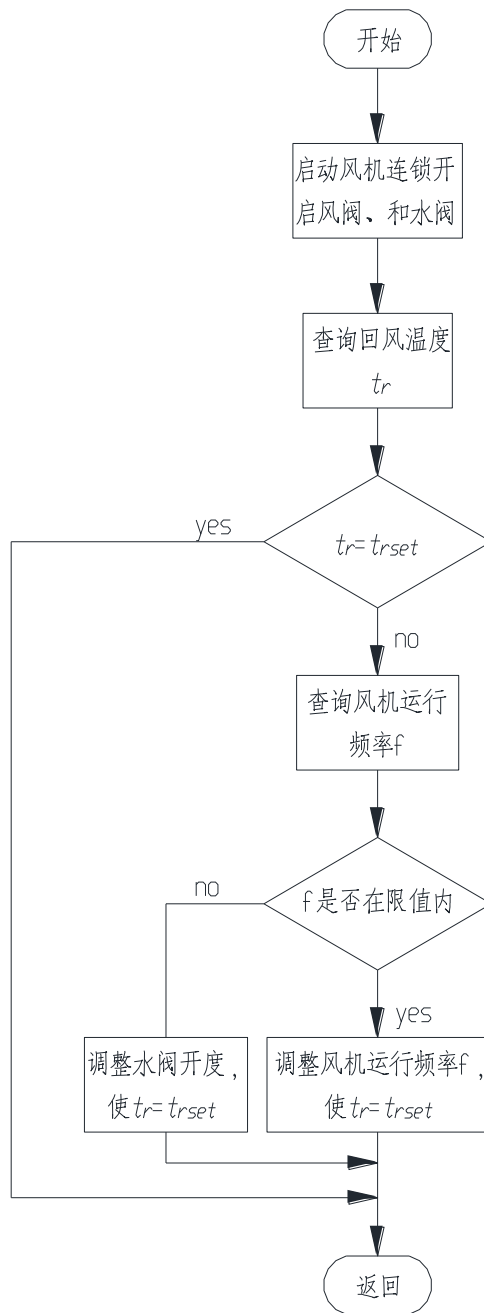 开始
启动风机连锁开
启风阀、和水阀
查询回风温度
tr
yes
tr=trset
no
查询风机运行
频率f
no
f是否在限值内
yes
调整水阀开度，
使tr=trset
调整风机运行频率f，
使tr=trset
返回